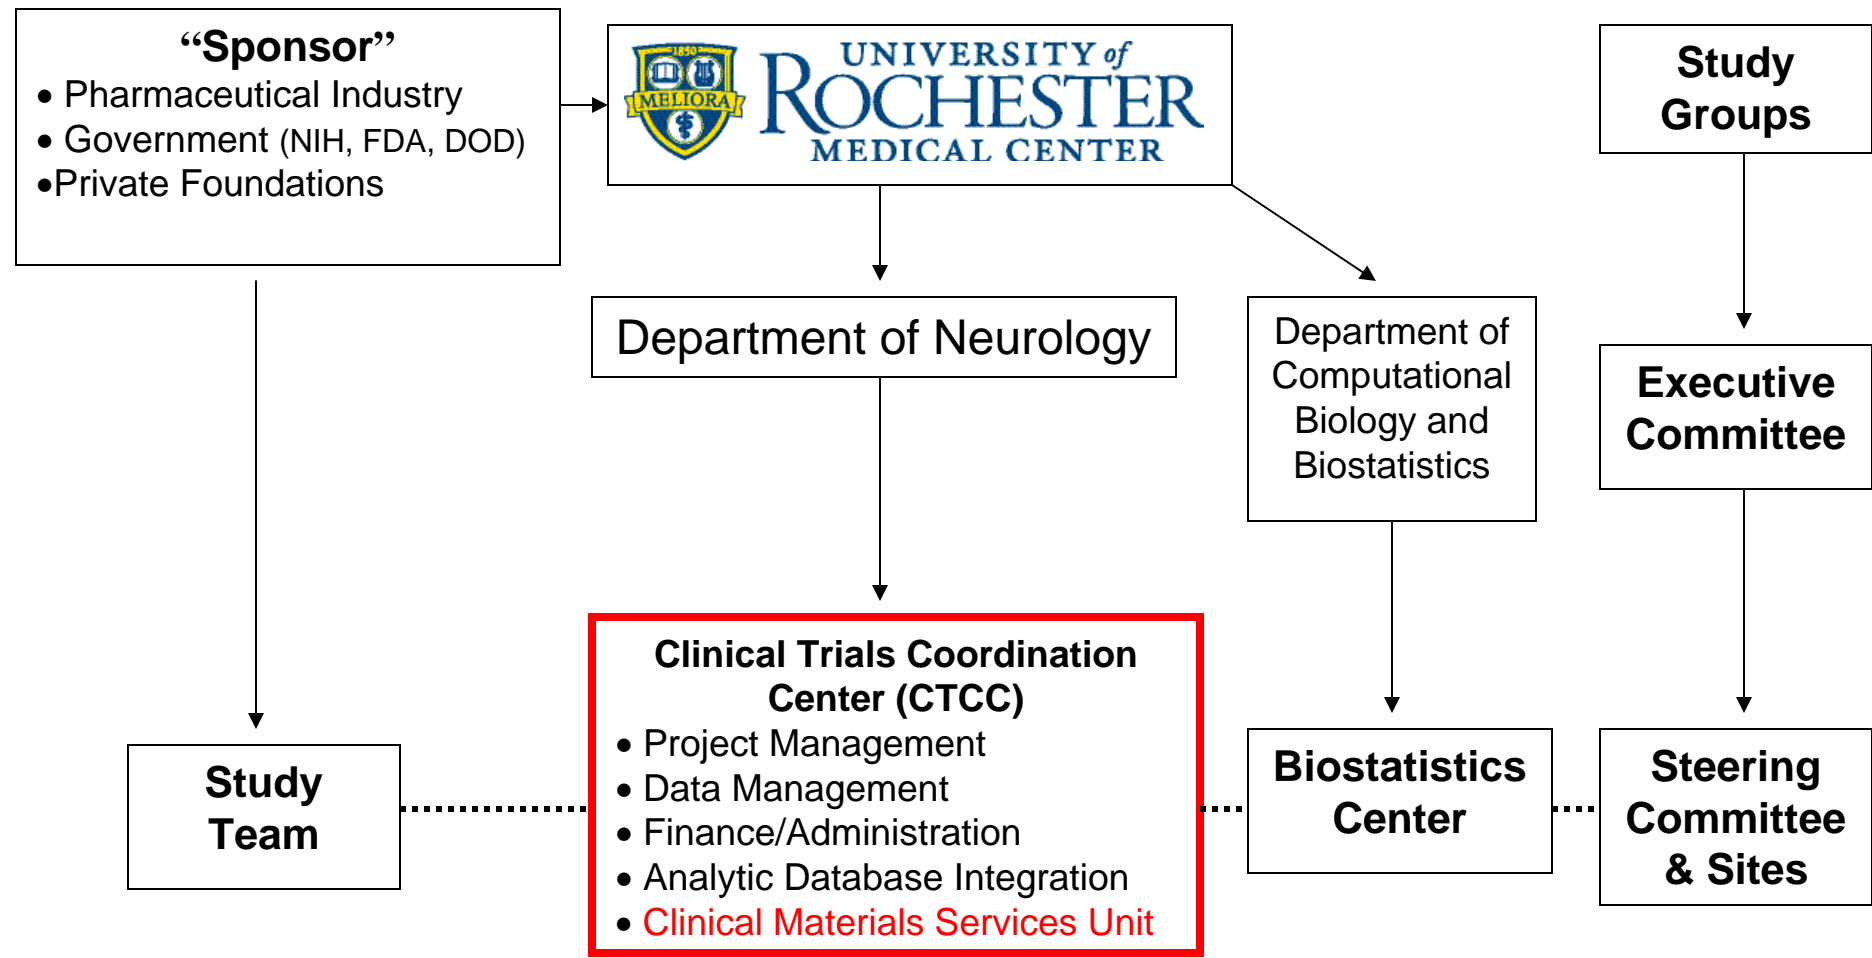 “Sponsor”
• Pharmaceutical Industry
• Government (NIH, FDA, DOD)
•Private Foundations
1850
MELIORA
UNIVERSITY of
ROCHESTER
MEDICAL CENTER
Study
Groups
Department of Neurology
Department of
Computational
Biology and
Biostatistics
Executive
Committee
Study
Team
Clinical Trials Coordination
Center (CTCC)
• Project Management
• Data Management
• Finance/Administration
• Analytic Database Integration
• Clinical Materials Services Unit
Biostatistics
Center
Steering
Committee
& Sites